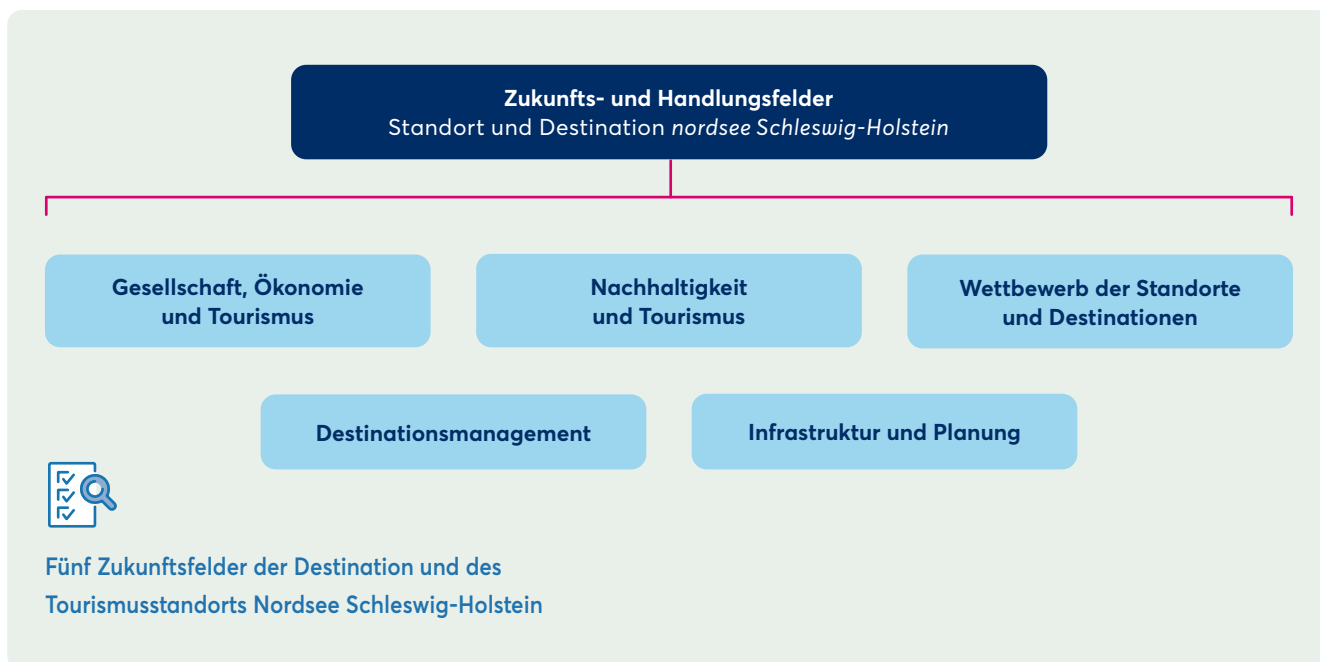 Zukunfts- und Handlungsfelder
Standort und Destination nordsee Schleswig-Holstein
Gesellschaft, Ökonomie
und Tourismus
Nachhaltigkeit
und Tourismus
Wettbewerb der Standorte
und Destinationen
Destinationsmanagement
Infrastruktur und Planung
Fünf Zukunftsfelder der Destination und des
Tourismusstandorts Nordsee Schleswig-Holstein